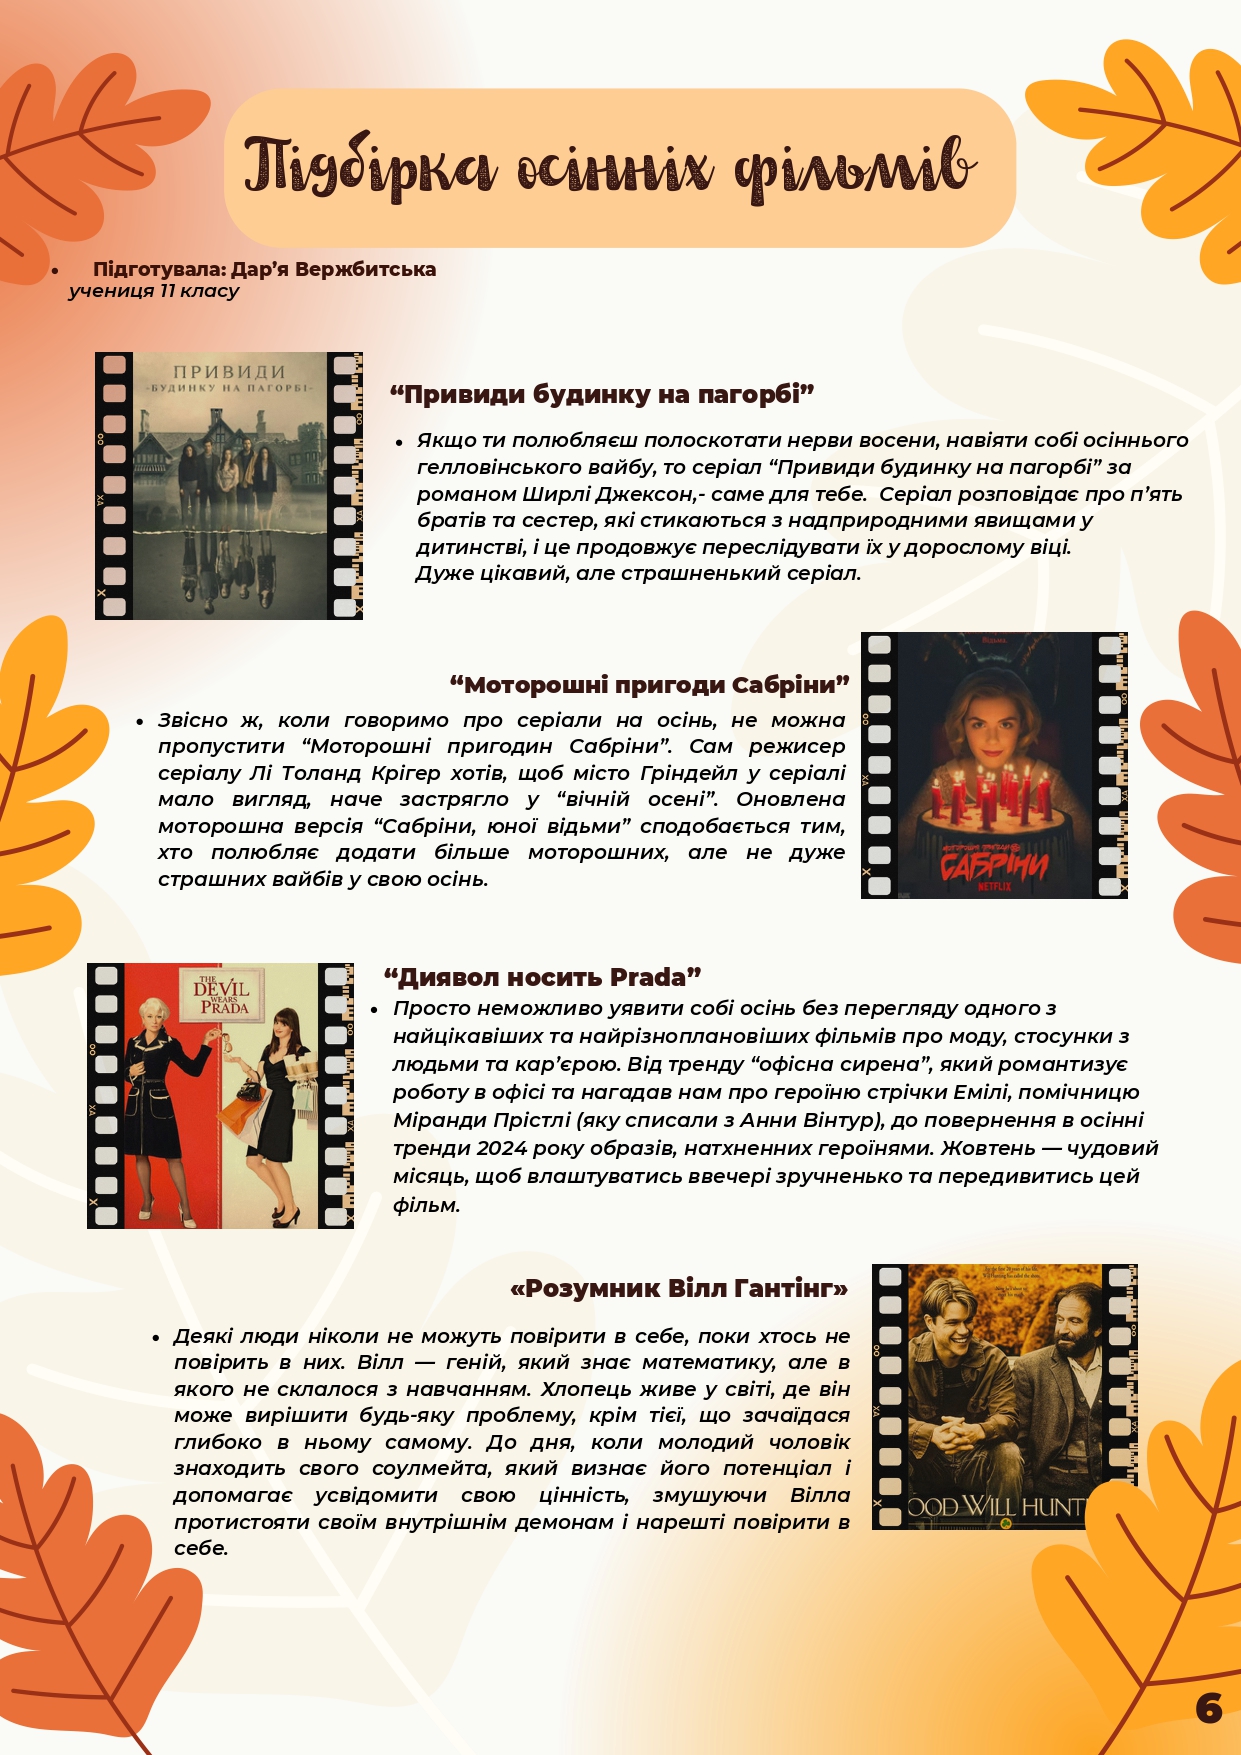 Підбірка осінніх фільмів
• Підготувала: Дар’я Вержбитська
учениця 11 класу
ПРИВИДИ
-БУДИНКУ НА ПАГОРБІ-
“Привиди будинку на пагорбі”
• Якщо ти полюбляєш полоскотати нерви восени, навіяти собі осіннього
гелловінського вайбу, то серіал “Привиди будинку на пагорбі” за
романом Ширлі Джексон,- саме для тебе. Серіал розповідає про п’ять
братів та сестер, які стикаються з надприродними явищами у
дитинстві, і це продовжує переслідувати їх у дорослому віці.
Дуже цікавий, але страшненький серіал.
“Моторошні пригоди Сабріни”
• Звісно ж, коли говоримо про серіали на осінь, не можна
пропустити “Моторошні пригодин Сабріни”. Сам режисер
серіалу Лі Толанд Крігер хотів, щоб місто Гріндейл у серіалі
мало вигляд, наче застрягло у “вічній осені”. Оновлена
моторошна версія “Сабріни, юної відьми” сподобається тим,
хто полюбляє додати більше моторошних, але не дуже
страшних вайбів у свою осінь.
САБРІНИ
NETFLIX
THE
DEVIL
WEARS
PRADA
“Диявол носить Prada”
• Просто неможливо уявити собі осінь без перегляду одного з
найцікавіших та найрізноплановіших фільмів про моду, стосунки з
людьми та кар’єрою. Від тренду “офісна сирена”, який романтизує
роботу в офісі та нагадав нам про героїню стрічки Емілі, помічницю
Міранди Прістлі (яку списали з Анни Вінтур), до повернення в осінні
тренди 2024 року образів, натхненних героїнями. Жовтень — чудовий
місяць, щоб влаштуватись ввечері зручненько та передивитись цей
фільм.
«Розумник Вілл Гантінг»
• Деякі люди ніколи не можуть повірити в себе, поки хтось не
повірить в них. Вілл — геній, який знає математику, але в
якого не склалося з навчанням. Хлопець живе у світі, де він
може вирішити будь-яку проблему, крім тієї, що зачаїдася
глибоко в ньому самому. До дня, коли молодий чоловік
знаходить свого соулмейта, який визнає його потенціал і
допомагає усвідомити свою цінність, змушуючи Вілла
протистояти своїм внутрішнім демонам і нарешті повірити в
себе.
OOD WILL HUNT
6